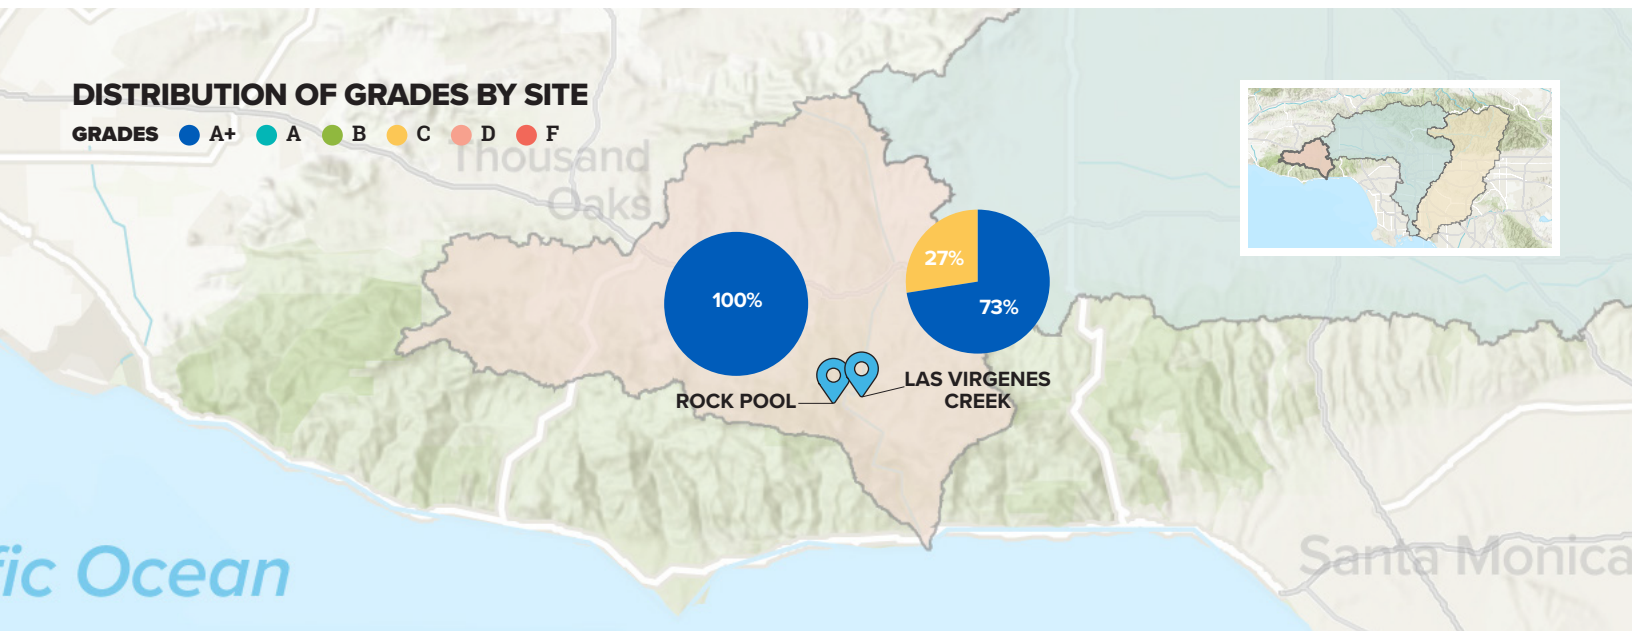 DISTRIBUTION OF GRADES BY SITE
GRADES A+ A B C D F
Thousand
Oaks
100%
27%
73%
ROCK POOL
LAS VIRGENES
CREEK
fic Ocean
Santa Monica